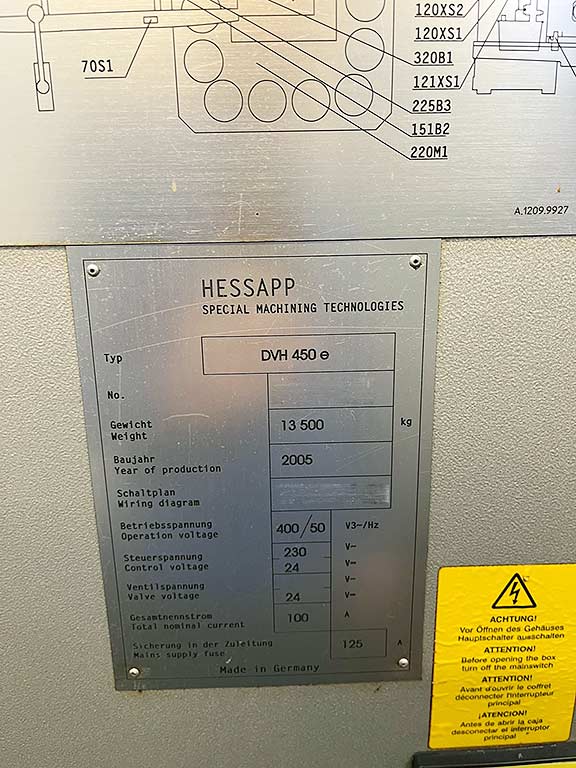 120XS2
120XS1
70S1
320B1
121XS1
225B3
151B2
220M1
A.1209.9927
HESSAPP
SPECIAL MACHINING TECHNOLOGIES
Typ DVH 450 e
No.
Gewicht
Weight 13 500 kg
Baujahr
Year of production 2005
Schaltplan
Wiring diagram
Betriebsspannung
Operation voltage 400/50 V3~/Hz
Steuerspannung 230 V~
Control voltage 24 V=
Ventilspannung V~
Valve voltage 24 V=
Gesamtnennstrom
Total nominal current 100 A
Sicherung in der Zuleitung
Mains supply fuse 125 A
Made in Germany
ACHTUNG!
Vor Öffnen des Gehäuses
Hauptschalter ausschalten
ATTENTION!
Before opening the box
turn off the mainswitch
ATTENTION!
Avant d'ouvrir le coffret
déconnecter l'interrupteur
principal
¡ATENCION!
Antes de abrir la caja
desconectar el interruptor
principal